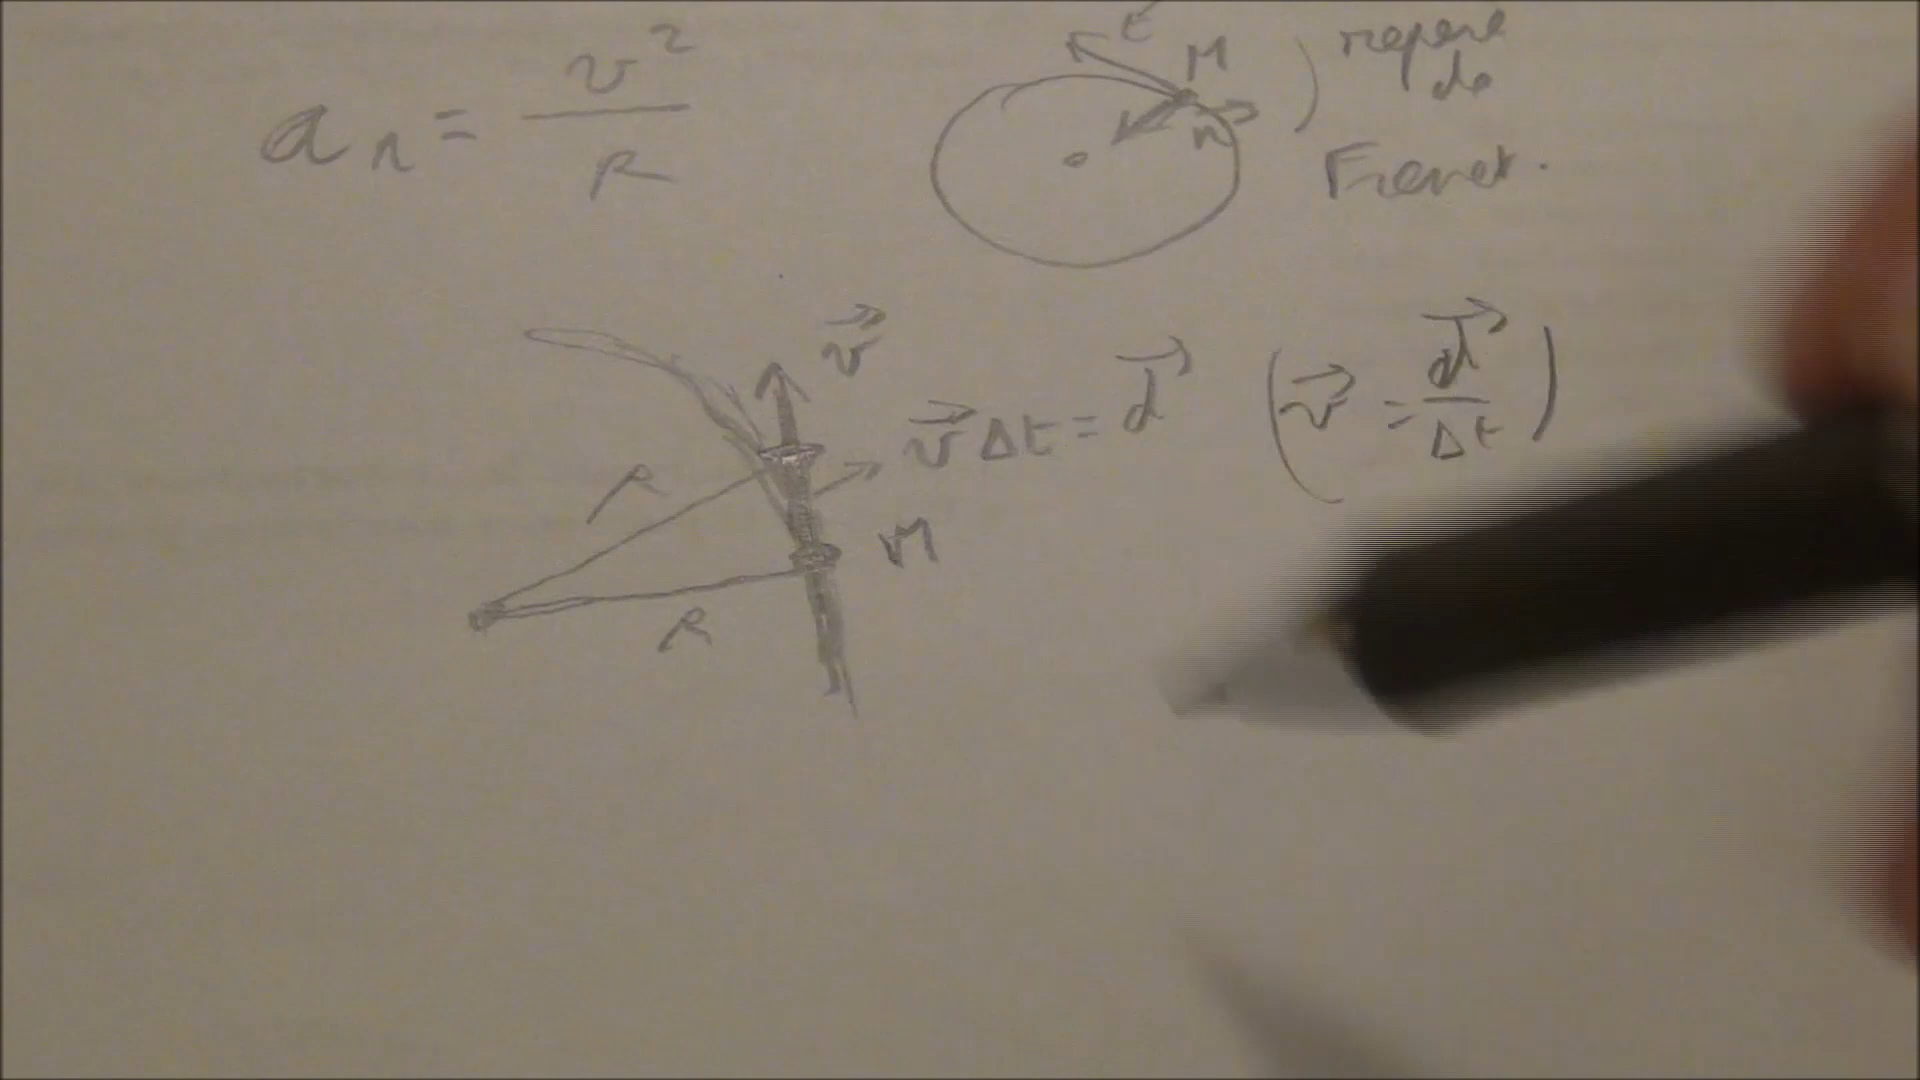 aₙ = v² / R
t
M
n
) repère
de
Frenet.
v⃗
v⃗ Δt = d⃗ (v⃗ = d⃗ / Δt)
R
M
R